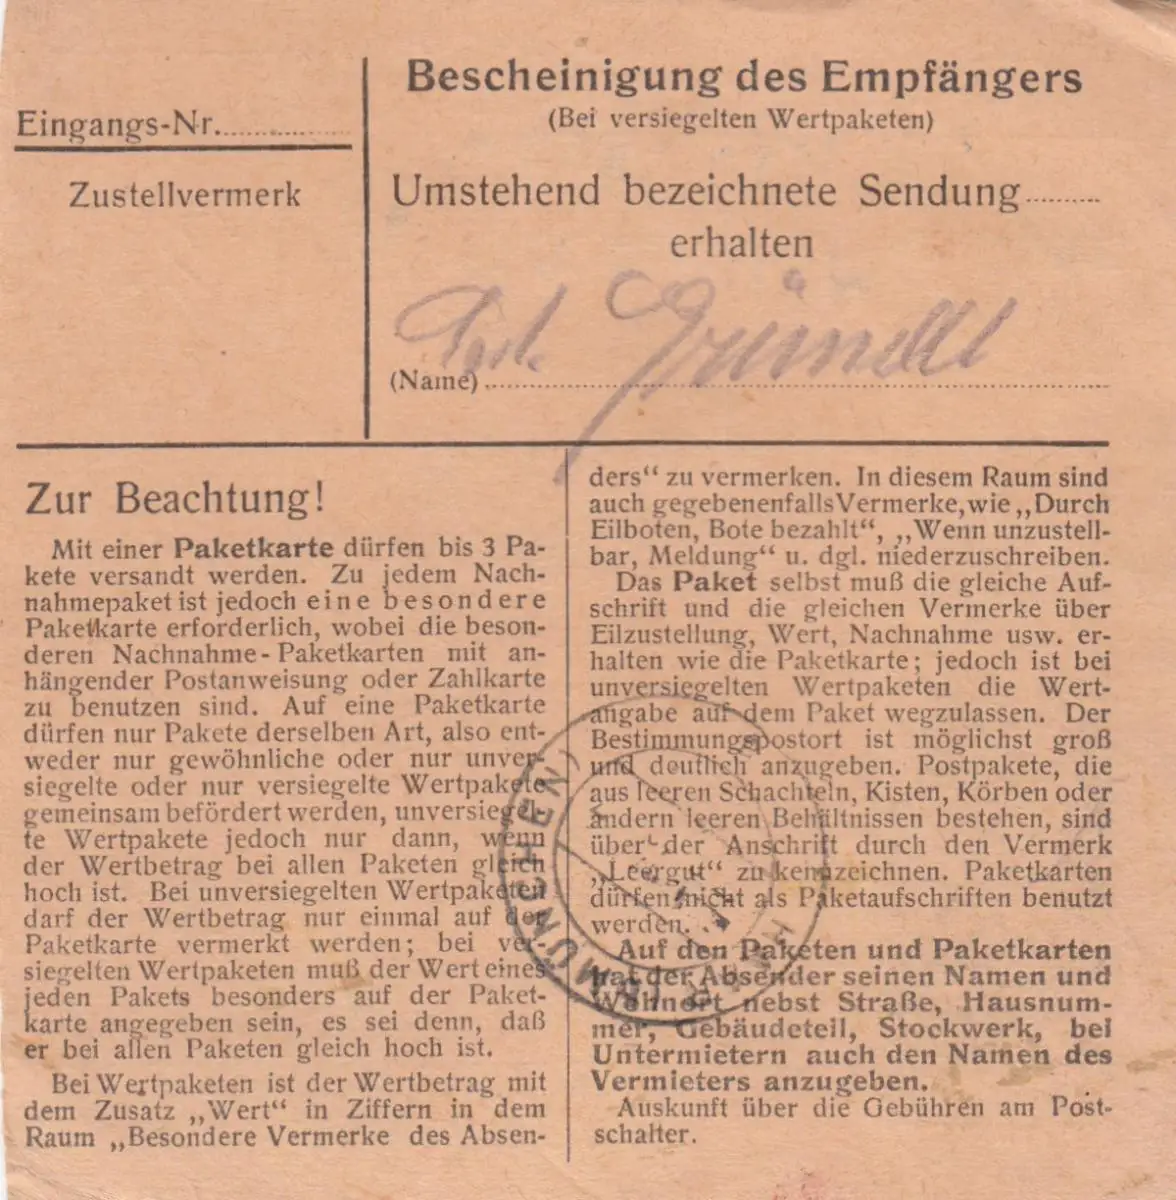 Eingangs-Nr.
Zustellvermerk
Bescheinigung des Empfängers
(Bei versiegelten Wertpaketen)
Umstehend bezeichnete Sendung
erhalten
(Name)
Zur Beachtung!
Mit einer Paketkarte dürfen bis 3 Pa-
kete versandt werden. Zu jedem Nach-
nahmepaket ist jedoch eine besondere
Paketkarte erforderlich, wobei die beson-
deren Nachnahme-Paketkarten mit an-
hängender Postanweisung oder Zahlkarte
zu benutzen sind. Auf eine Paketkarte
dürfen nur Pakete derselben Art, also ent-
weder nur gewöhnliche oder nur unver-
siegelte oder nur versiegelte Wertpakete
gemeinsam befördert werden, unversiegel-
te Wertpakete jedoch nur dann, wenn
der Wertbetrag bei allen Paketen gleich
hoch ist. Bei unversiegelten Wertpaketen
darf der Wertbetrag nur einmal auf der
Paketkarte vermerkt werden; bei ver-
siegelten Wertpaketen muß der Wert eines
jeden Pakets besonders auf der Paket-
karte angegeben sein, es sei denn, daß
er bei allen Paketen gleich hoch ist.
Bei Wertpaketen ist der Wertbetrag mit
dem Zusatz „Wert“ in Ziffern in dem
Raum „Besondere Vermerke des Absen-
ders“ zu vermerken. In diesem Raum sind
auch gegebenenfalls Vermerke, wie „Durch
Eilboten, Bote bezahlt“, „Wenn unzustell-
bar, Meldung“ u. dgl. niederzuschreiben.
Das Paket selbst muß die gleiche Auf-
schrift und die gleichen Vermerke über
Eilzustellung, Wert, Nachnahme usw. er-
halten wie die Paketkarte; jedoch ist bei
unversiegelten Wertpaketen die Wert-
angabe auf dem Paket wegzulassen. Der
Bestimmungspostort ist möglichst groß
und deutlich anzugeben. Postpakete, die
aus leeren Schachteln, Kisten, Körben oder
andern leeren Behältnissen bestehen, sind
über der Anschrift durch den Vermerk
„Leergut“ zu kennzeichnen. Paketkarten
dürfen nicht als Paketaufschriften benutzt
werden.
Auf den Paketen und Paketkarten
hat der Absender seinen Namen und
Wohnort nebst Straße, Hausnum-
mer, Gebäudeteil, Stockwerk, bei
Untermietern auch den Namen des
Vermieters anzugeben.
Auskunft über die Gebühren am Post-
schalter.
MÜNCHEN)